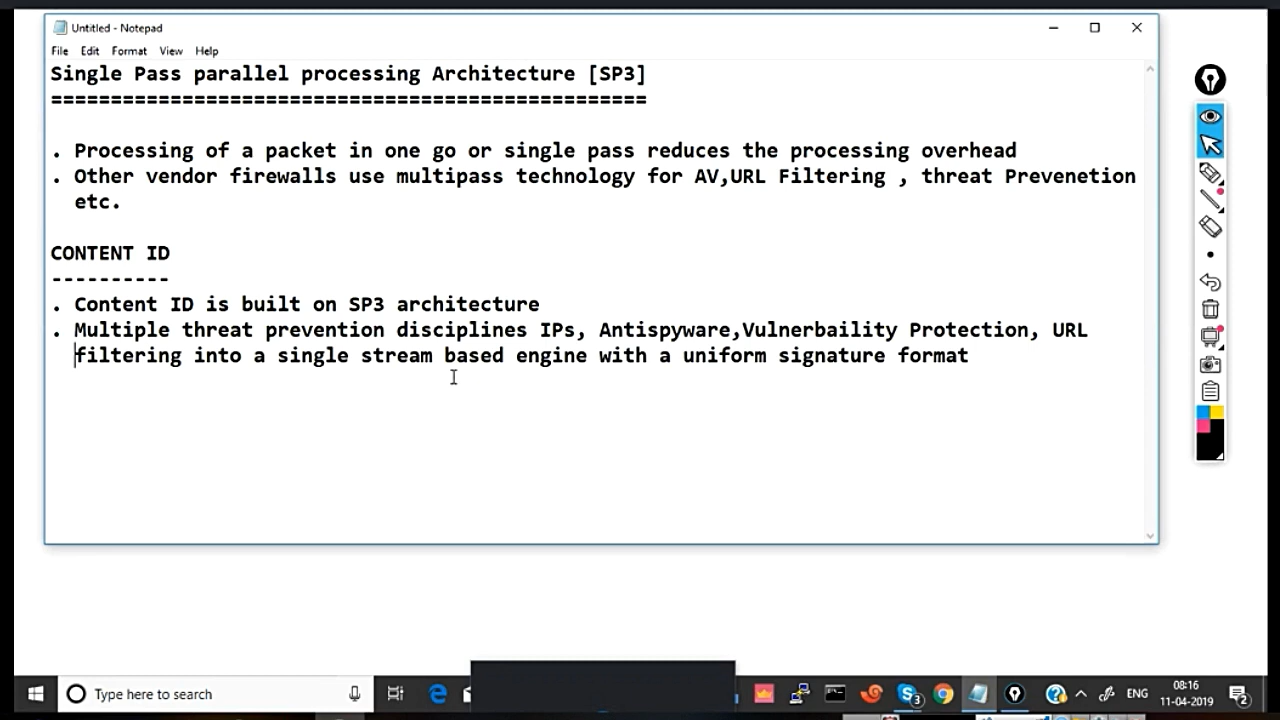 Untitled - Notepad
File Edit Format View Help
Single Pass parallel processing Architecture [SP3]
==================================================
. Processing of a packet in one go or single pass reduces the processing overhead
. Other vendor firewalls use multipass technology for AV,URL Filtering , threat Prevenetion
etc.
CONTENT ID
----------
. Content ID is built on SP3 architecture
. Multiple threat prevention disciplines IPs, Antispyware,Vulnerbaility Protection, URL
filtering into a single stream based engine with a uniform signature format
Type here to search
3
ENG
08:16
11-04-2019
2